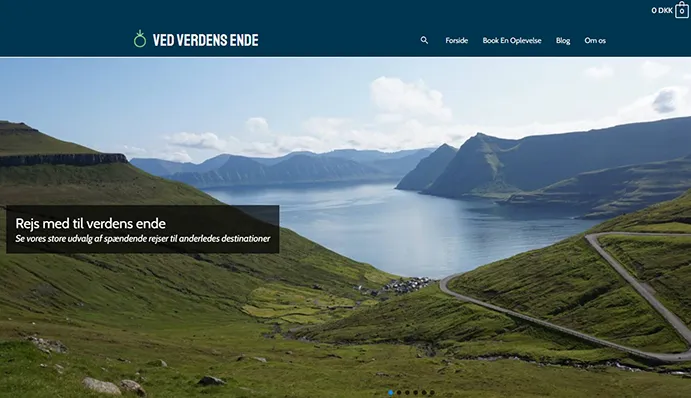 0 DKK 0
VED VERDENS ENDE
Forside Book En Oplevelse Blog Om os
Rejs med til verdens ende
Se vores store udvalg af spændende rejser til anderledes destinationer